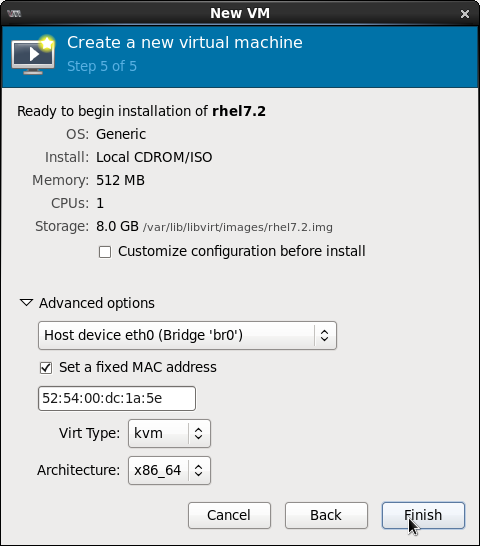 New VM
Create a new virtual machine
Step 5 of 5
Ready to begin installation of rhel7.2
OS: Generic
Install: Local CDROM/ISO
Memory: 512 MB
CPUs: 1
Storage: 8.0 GB /var/lib/libvirt/images/rhel7.2.img
Customize configuration before install
Advanced options
Host device eth0 (Bridge 'br0')
Set a fixed MAC address
52:54:00:dc:1a:5e
Virt Type: kvm
Architecture: x86_64
Cancel Back Finish